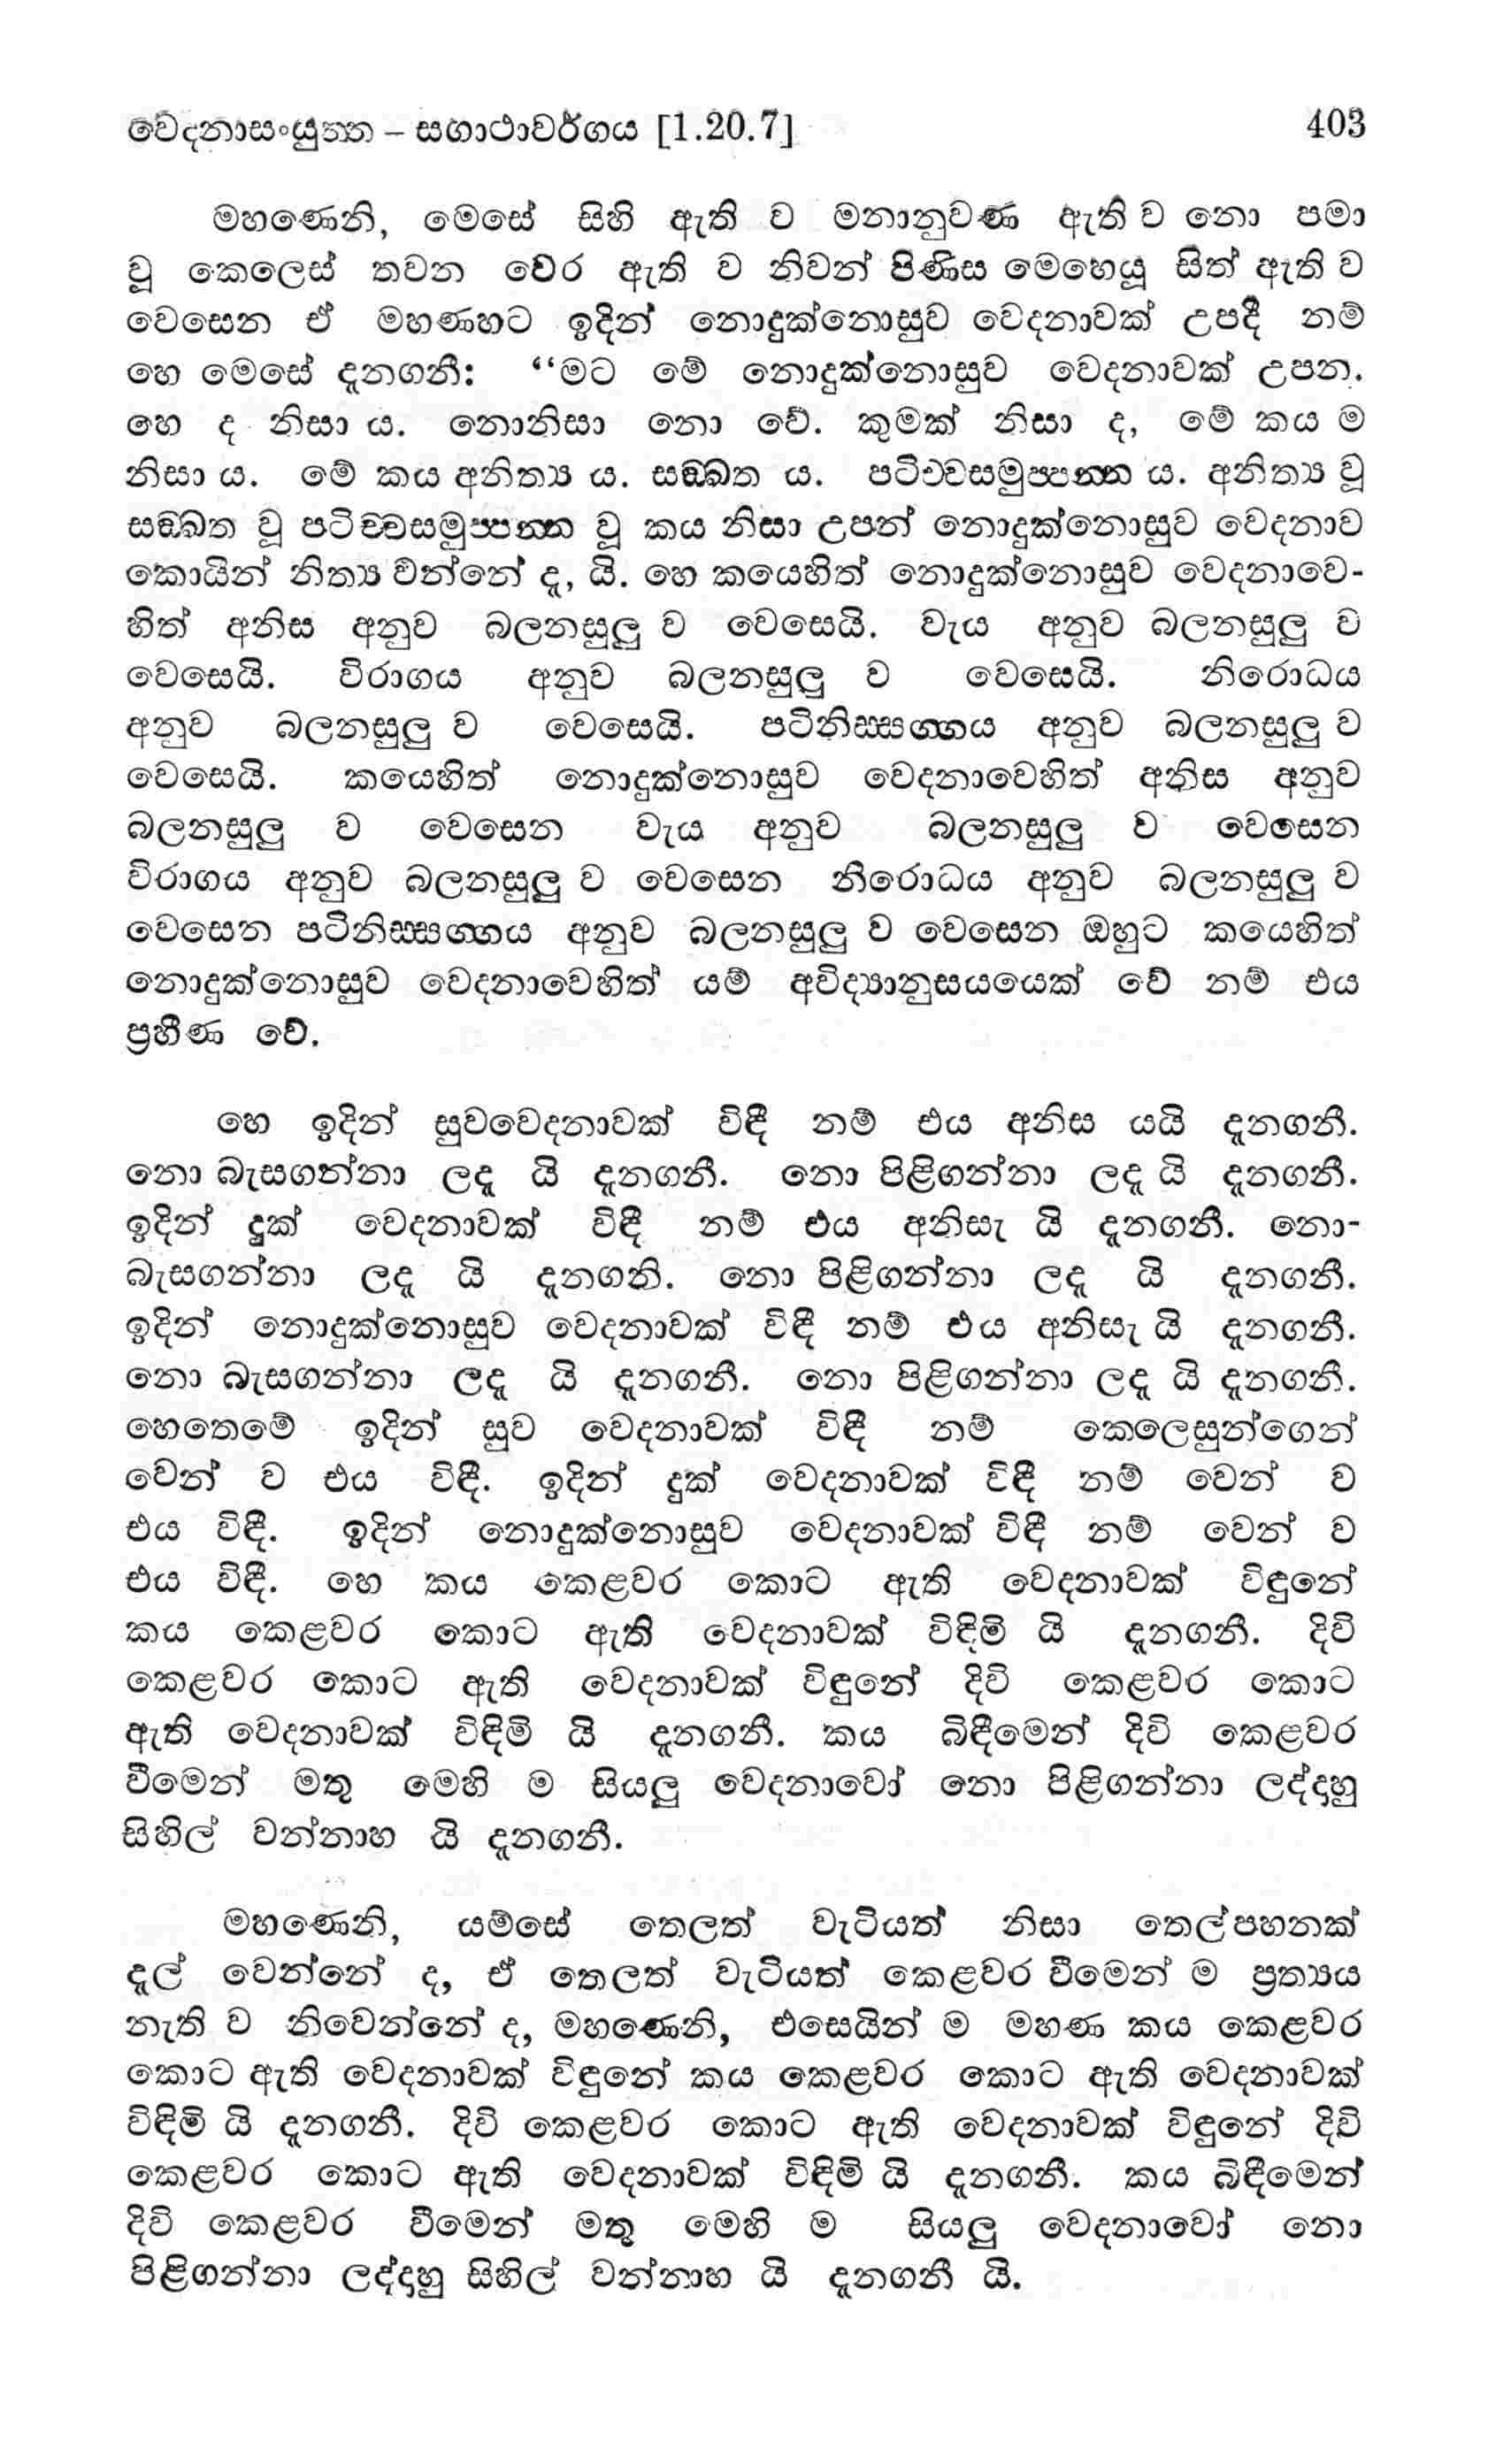 වෙදනාසංයුත්ත – සගාථාවර්ගය [1.20.7] 403
මහණෙනි, මෙසේ සිහි ඇති ව මනානුවණ ඇති ව නො පමා
වූ කෙලෙස් තවන වෙර ඇති ව නිවන් පිණිස මෙහෙයූ සිත් ඇති ව
වෙසෙන ඒ මහණහට ඉදින් නොදුක්නොසුව වෙදනාවක් උපදී නම්
හෙ මෙසේ දැනගනී: “මට මේ නොදුක්නොසුව වෙදනාවක් උපන.
හෙ ද නිසා ය. නොනිසා නො වේ. කුමක් නිසා ද, මේ කය ම
නිසා ය. මේ කය අනිත්‍ය ය. සඞ්ඛත ය. පටිච්චසමුප්පන්න ය. අනිත්‍ය වූ
සඞ්ඛත වූ පටිච්චසමුප්පන්න වූ කය නිසා උපන් නොදුක්නොසුව වෙදනාව
කොයින් නිත්‍ය වන්නේ ද, යි. හෙ කයෙහිත් නොදුක්නොසුව වෙදනාවෙ-
හිත් අනිස අනුව බලනසුලු ව වෙසෙයි. වැය අනුව බලනසුලු ව
වෙසෙයි. විරාගය අනුව බලනසුලු ව වෙසෙයි. නිරොධය
අනුව බලනසුලු ව වෙසෙයි. පටිනිස්සග්ගය අනුව බලනසුලු ව
වෙසෙයි. කයෙහිත් නොදුක්නොසුව වෙදනාවෙහිත් අනිස අනුව
බලනසුලු ව වෙසෙන වැය අනුව බලනසුලු ව වෙසෙන
විරාගය අනුව බලනසුලු ව වෙසෙන නිරොධය අනුව බලනසුලු ව
වෙසෙන පටිනිස්සග්ගය අනුව බලනසුලු ව වෙසෙන ඔහුට කයෙහිත්
නොදුක්නොසුව වෙදනාවෙහිත් යම් අවිද්‍යානුසයයෙක් වේ නම් එය
ප්‍රහීණ වේ.
හෙ ඉදින් සුවවෙදනාවක් විඳී නම් එය අනිස යයි දැනගනී.
නො බැසගන්නා ලදැ යි දැනගනී. නො පිළිගන්නා ලදැ යි දැනගනී.
ඉදින් දුක් වෙදනාවක් විඳී නම් එය අනිසැ යි දැනගනී. නො-
බැසගන්නා ලදැ යි දැනගනි. නො පිළිගන්නා ලදැ යි දැනගනී.
ඉදින් නොදුක්නොසුව වෙදනාවක් විඳී නම් එය අනිසැ යි දැනගනී.
නො බැසගන්නා ලදැ යි දැනගනී. නො පිළිගන්නා ලදැ යි දැනගනී.
හෙතෙමේ ඉදින් සුව වෙදනාවක් විඳී නම් කෙලෙසුන්ගෙන්
වෙන් ව එය විඳී. ඉදින් දුක් වෙදනාවක් විඳී නම් වෙන් ව
එය විඳී. ඉදින් නොදුක්නොසුව වෙදනාවක් විඳී නම් වෙන් ව
එය විඳී. හෙ කය කෙළවර කොට ඇති වෙදනාවක් විඳුනේ
කය කෙළවර කොට ඇති වෙදනාවක් විඳිමි යි දැනගනී. දිවි
කෙළවර කොට ඇති වෙදනාවක් විඳුනේ දිවි කෙළවර කොට
ඇති වෙදනාවක් විඳිමි යි දැනගනී. කය බිඳීමෙන් දිවි කෙළවර
වීමෙන් මතු මෙහි ම සියලු වෙදනාවෝ නො පිළිගන්නා ලද්දාහු
සිහිල් වන්නාහ යි දැනගනී.
මහණෙනි, යම්සේ තෙලත් වැටියත් නිසා තෙල්පහනක්
දැල් වෙන්නේ ද, ඒ තෙලත් වැටියත් කෙළවර වීමෙන් ම ප්‍රත්‍යය
නැති ව නිවෙන්නේ ද, මහණෙනි, එසෙයින් ම මහණ කය කෙළවර
කොට ඇති වෙදනාවක් විඳුනේ කය කෙළවර කොට ඇති වෙදනාවක්
විඳිමි යි දැනගනී. දිවි කෙළවර කොට ඇති වෙදනාවක් විඳුනේ දිවි
කෙළවර කොට ඇති වෙදනාවක් විඳිමි යි දැනගනී. කය බිඳීමෙන්
දිවි කෙළවර වීමෙන් මතු මෙහි ම සියලු වෙදනාවෝ නො
පිළිගන්නා ලද්දාහු සිහිල් වන්නාහ යි දැනගනී යි.